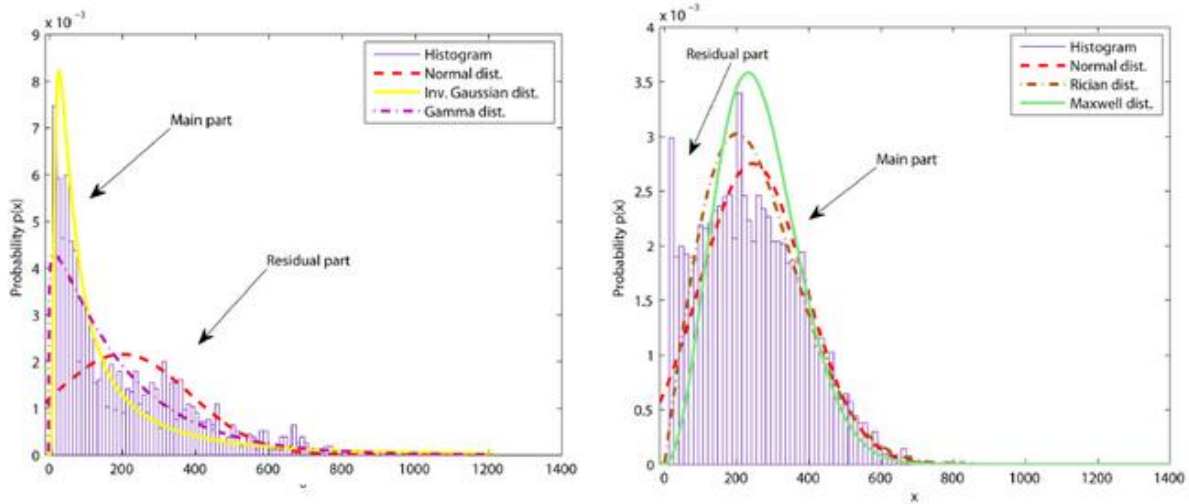 x 10 -3
9
8
7
6
5
4
3
2
1
0
Probability p(x)
Histogram
Normal dist.
Inv. Gaussian dist.
Gamma dist.
Main part
Residual part
0 200 400 600 800 1000 1200 1400
x 10 -3
4
3.5
3
2.5
2
1.5
1
0.5
0
Probability p(x)
Histogram
Normal dist.
Rician dist.
Maxwell dist.
Residual part
Main part
0 200 400 600 800 1000 1200 1400
x